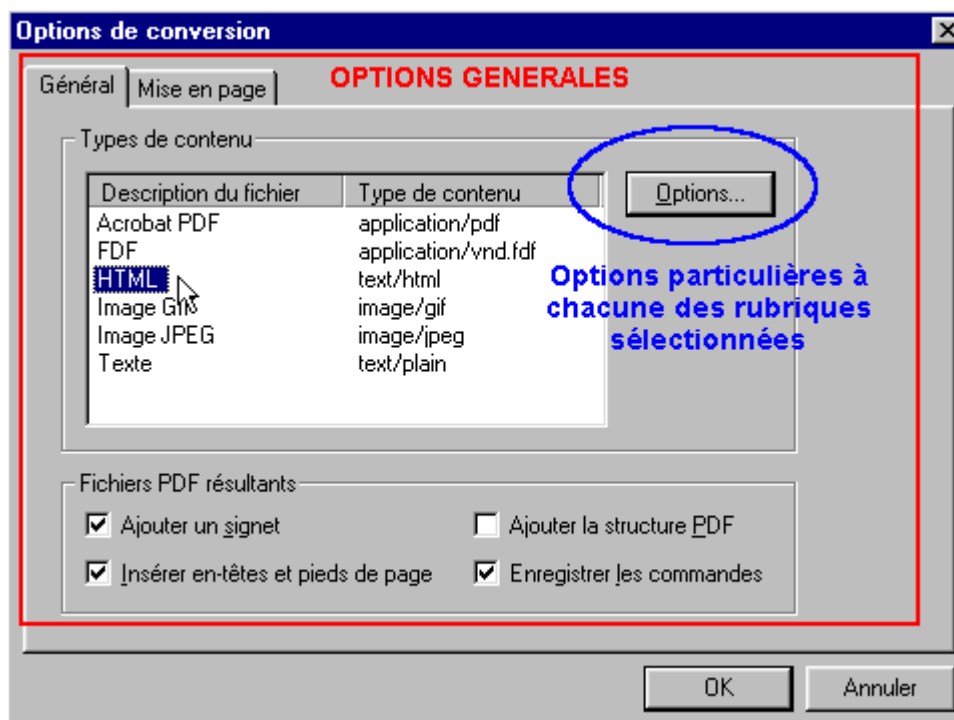 Options de conversion
Général
Mise en page
OPTIONS GENERALES
Types de contenu
Description du fichier Type de contenu
Options...
Acrobat PDF application/pdf
FDF application/vnd.fdf
HTML text/html
Image GIF image/gif
Image JPEG image/jpeg
Texte text/plain
Options particulières à
chacune des rubriques
sélectionnées
Fichiers PDF résultants
Ajouter un signet Ajouter la structure PDF
Insérer en-têtes et pieds de page Enregistrer les commandes
OK Annuler